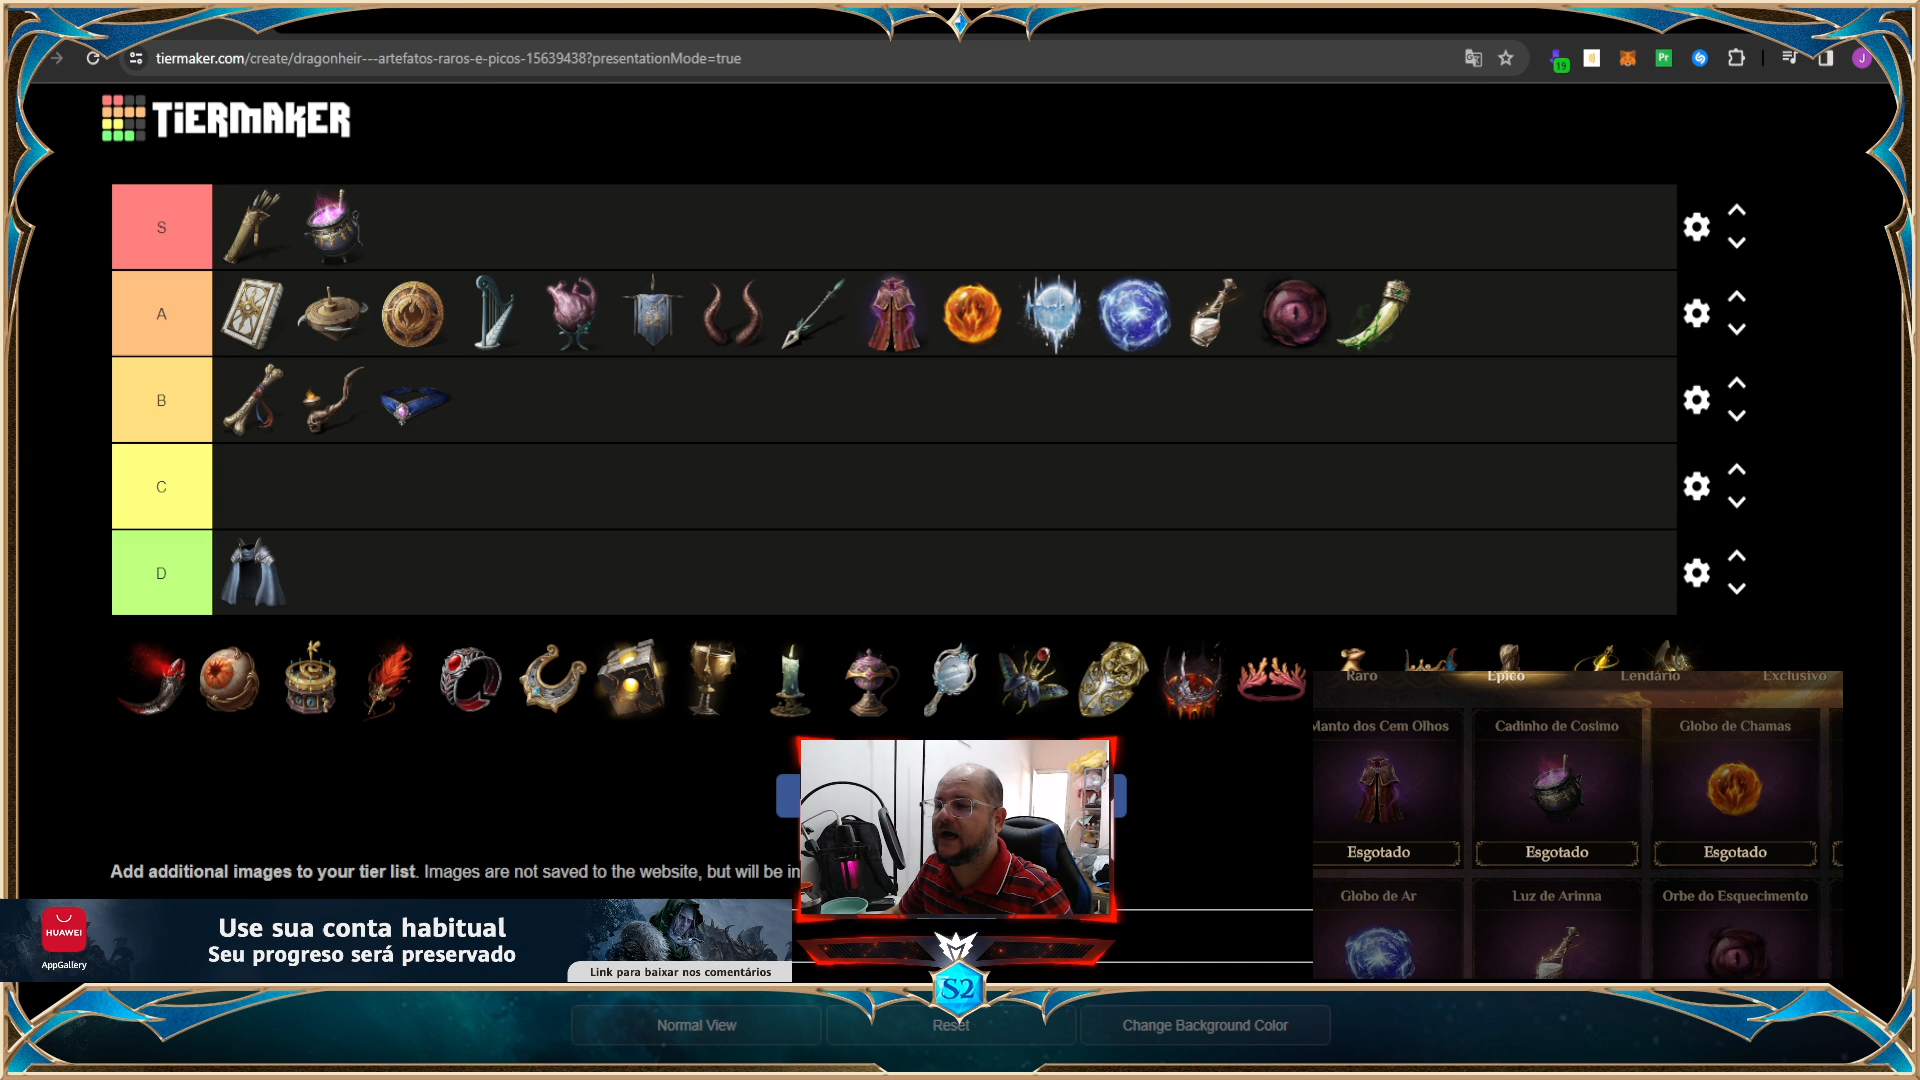 tiermaker.com/create/dragonheir---artefatos-raros-e-picos-15639438?presentationMode=true
19
Pr
J
TiERMAKER
S
A
B
C
D
Raro
Épico
Lendário
Exclusivo
Manto dos Cem Olhos
Cadinho de Cosimo
Globo de Chamas
Esgotado
Esgotado
Esgotado
Globo de Ar
Luz de Arinna
Orbe do Esquecimento
Add additional images to your tier list. Images are not saved to the website, but will be in
HUAWEI
AppGallery
Use sua conta habitual
Seu progresso será preservado
Link para baixar nos comentários
S2
Normal View
Reset
Change Background Color